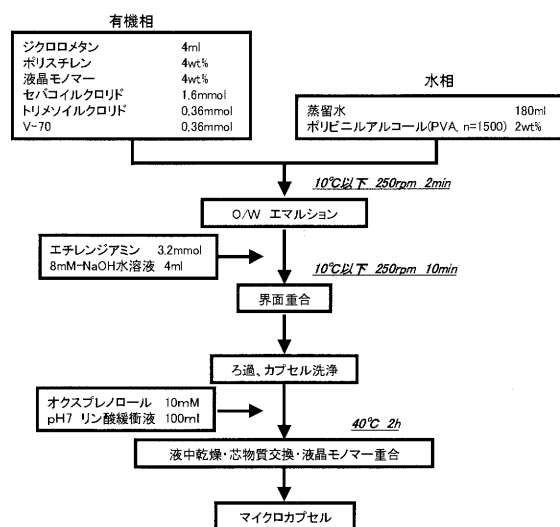 有機相
ジクロロメタン 4ml
ポリスチレン 4wt%
液晶モノマー 4wt%
セバコイルクロリド 1.6mmol
トリメソイルクロリド 0.36mmol
V-70 0.36mmol
水相
蒸留水 180ml
ポリビニルアルコール(PVA, n=1500) 2wt%
10℃以下 250rpm 2min
O/W エマルション
エチレンジアミン 3.2mmol
8mM-NaOH水溶液 4ml
10℃以下 250rpm 10min
界面重合
ろ過、カプセル洗浄
オクスプレノロール 10mM
pH7 リン酸緩衝液 100ml
40℃ 2h
液中乾燥・芯物質交換・液晶モノマー重合
マイクロカプセル